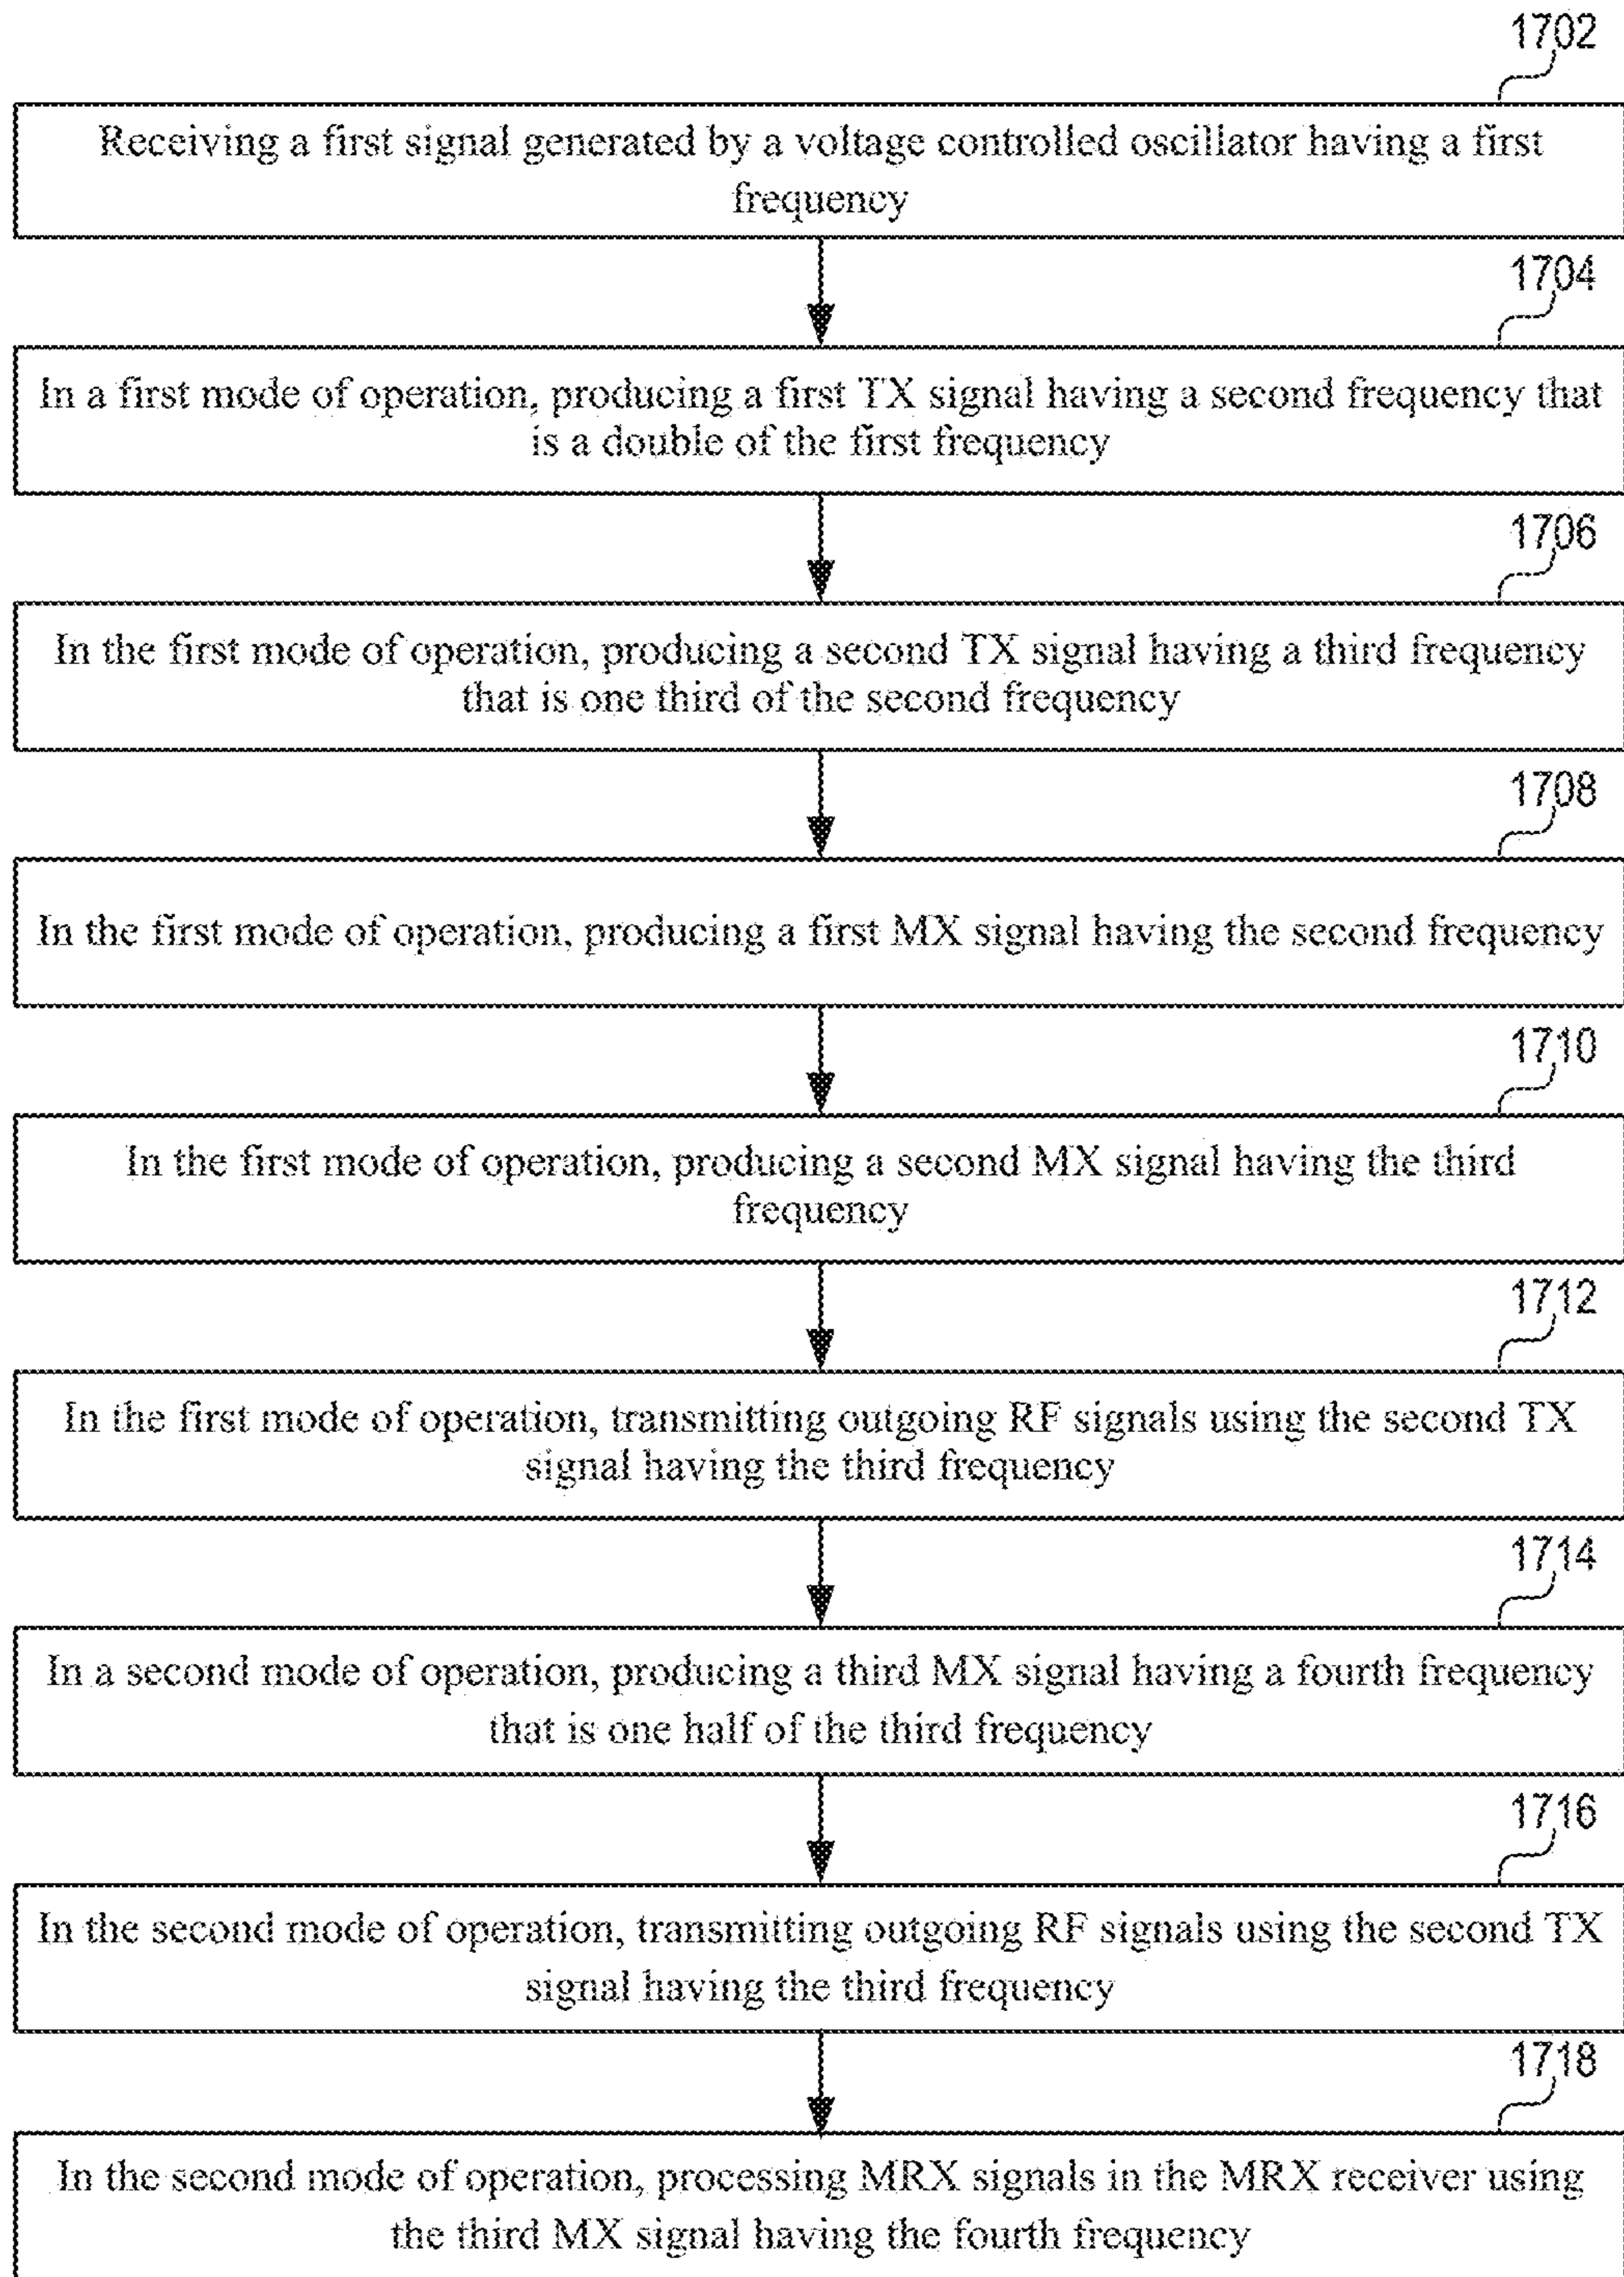 1702
Receiving a first signal generated by a voltage controlled oscillator having a first
frequency
1704
In a first mode of operation, producing a first TX signal having a second frequency that
is a double of the first frequency
1706
In the first mode of operation, producing a second TX signal having a third frequency
that is one third of the second frequency
1708
In the first mode of operation, producing a first MX signal having the second frequency
1710
In the first mode of operation, producing a second MX signal having the third
frequency
1712
In the first mode of operation, transmitting outgoing RF signals using the second TX
signal having the third frequency
1714
In a second mode of operation, producing a third MX signal having a fourth frequency
that is one half of the third frequency
1716
In the second mode of operation, transmitting outgoing RF signals using the second TX
signal having the third frequency
1718
In the second mode of operation, processing MRX signals in the MRX receiver using
the third MX signal having the fourth frequency